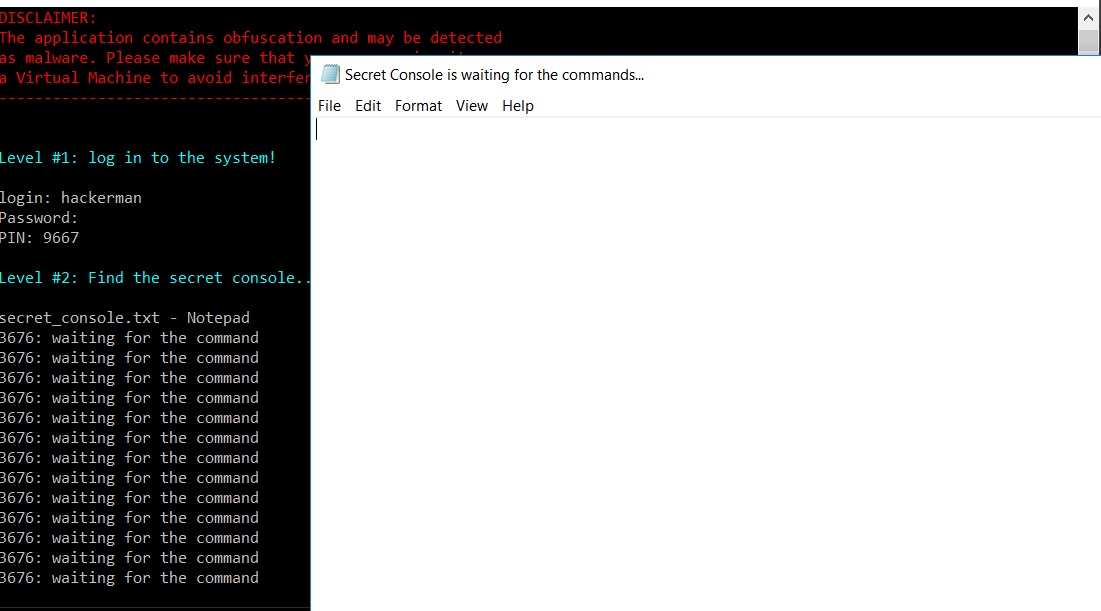 DISCLAIMER:
The application contains obfuscation and may be detected
as malware. Please make sure that y
a Virtual Machine to avoid interfer
Secret Console is waiting for the commands...
File Edit Format View Help
Level #1: log in to the system!
login: hackerman
Password:
PIN: 9667
Level #2: Find the secret console..
secret_console.txt - Notepad
3676: waiting for the command
3676: waiting for the command
3676: waiting for the command
3676: waiting for the command
3676: waiting for the command
3676: waiting for the command
3676: waiting for the command
3676: waiting for the command
3676: waiting for the command
3676: waiting for the command
3676: waiting for the command
3676: waiting for the command
3676: waiting for the command